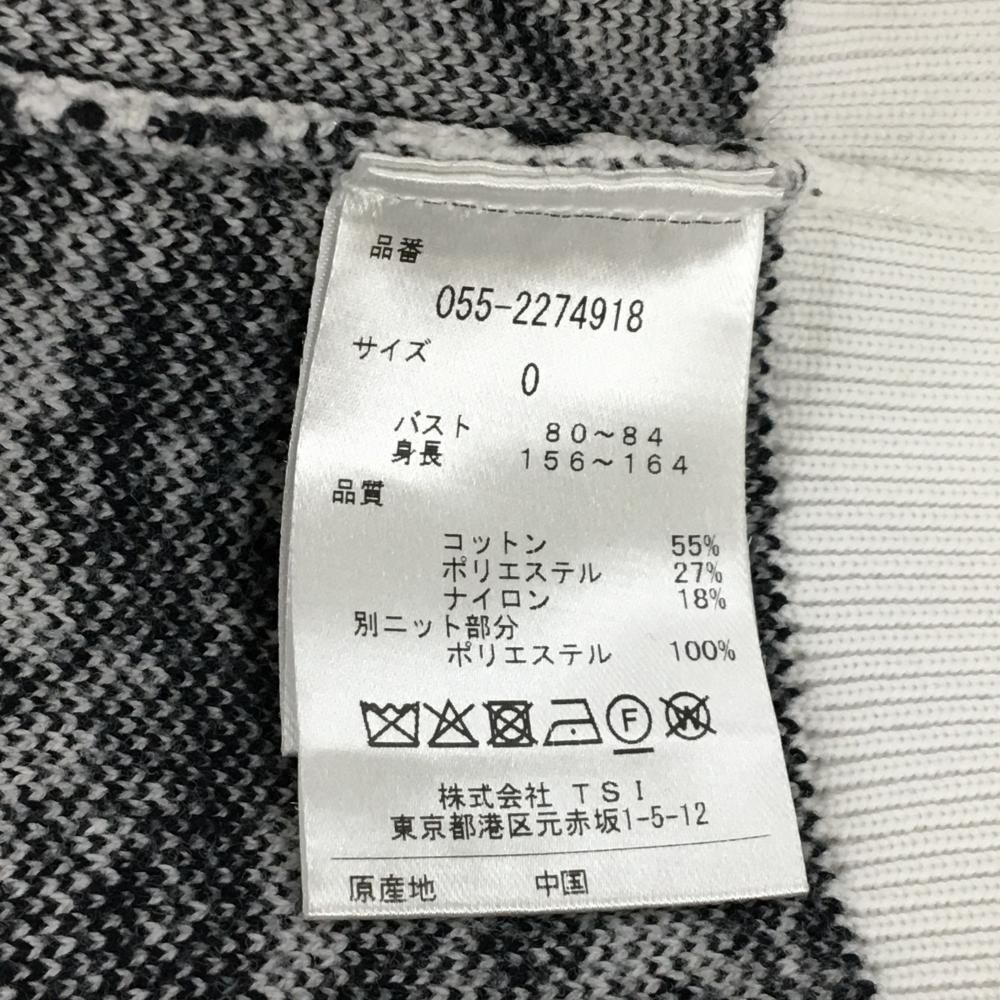 品番
055-2274918
サイズ
0
バスト 80～84
身長 156～164
品質
コットン 55%
ポリエステル 27%
ナイロン 18%
別ニット部分
ポリエステル 100%
F W
株式会社 TSI
東京都港区元赤坂1-5-12
原産地 中国